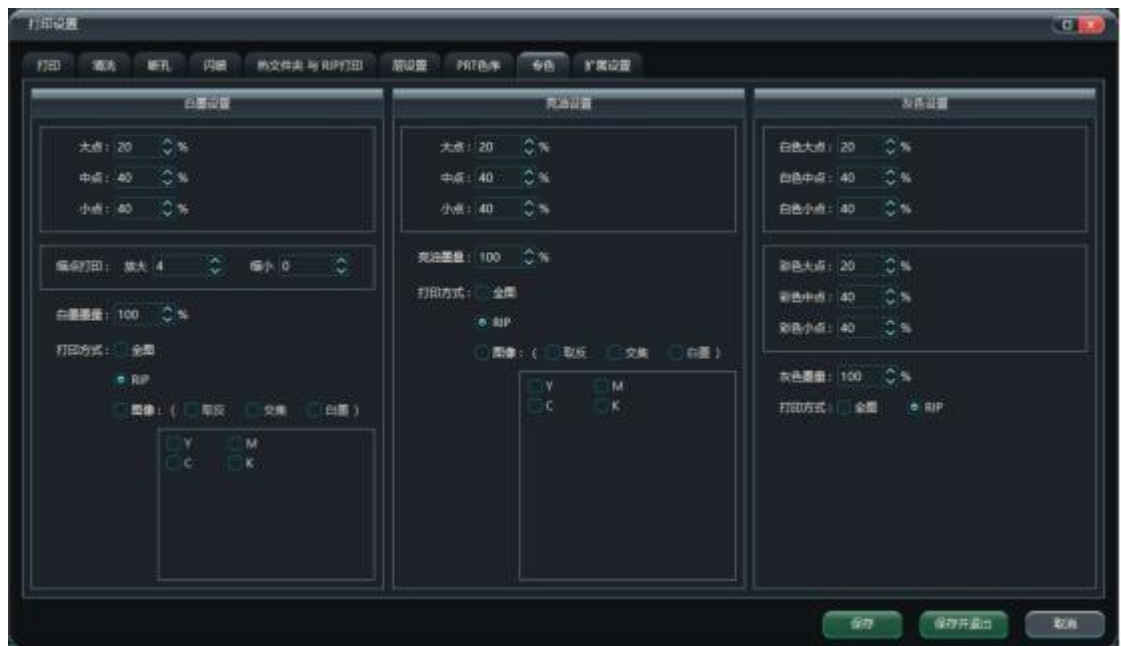 打印设置
打印 清洗 断孔 闪喷 热文件夹 与 RIP打印 层设置 PRT色序 专色 扩展设置
白墨设置
大点: 20 %
中点: 40 %
小点: 40 %
缩点打印: 放大 4 缩小 0
白墨墨量: 100 %
打印方式: 全图
RIP
图像: ( 取反 交集 白墨 )
Y M
C K
亮油设置
大点: 20 %
中点: 40 %
小点: 40 %
亮油墨量: 100 %
打印方式: 全图
RIP
图像: ( 取反 交集 白墨 )
Y M
C K
灰色设置
白色大点: 20 %
白色中点: 40 %
白色小点: 40 %
彩色大点: 20 %
彩色中点: 40 %
彩色小点: 40 %
灰色墨量: 100 %
打印方式: 全图 RIP
保存 保存并退出 取消